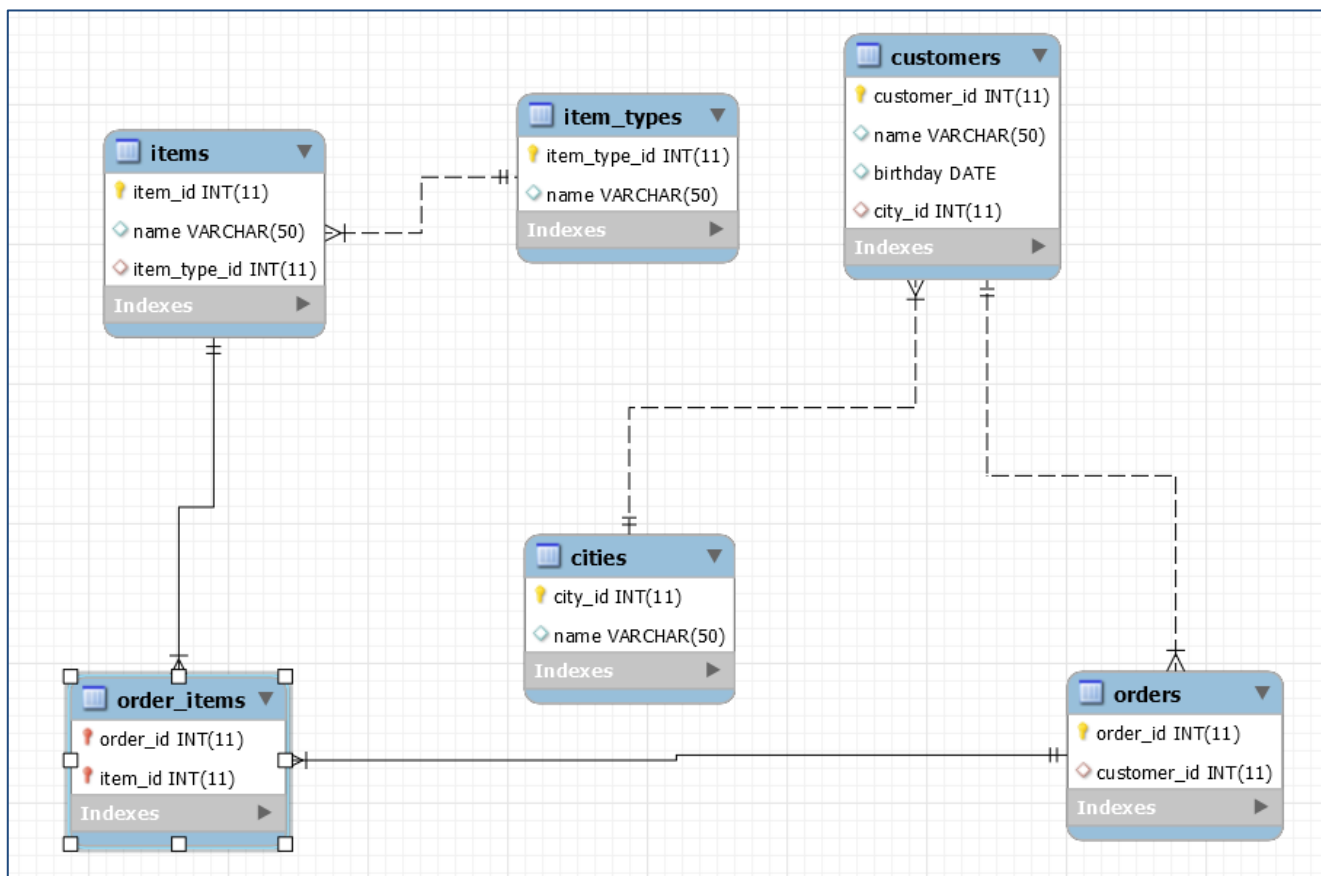 customers
customer_id INT(11)
name VARCHAR(50)
birthday DATE
city_id INT(11)
Indexes
item_types
item_type_id INT(11)
name VARCHAR(50)
Indexes
items
item_id INT(11)
name VARCHAR(50)
item_type_id INT(11)
Indexes
cities
city_id INT(11)
name VARCHAR(50)
Indexes
order_items
order_id INT(11)
item_id INT(11)
Indexes
orders
order_id INT(11)
customer_id INT(11)
Indexes